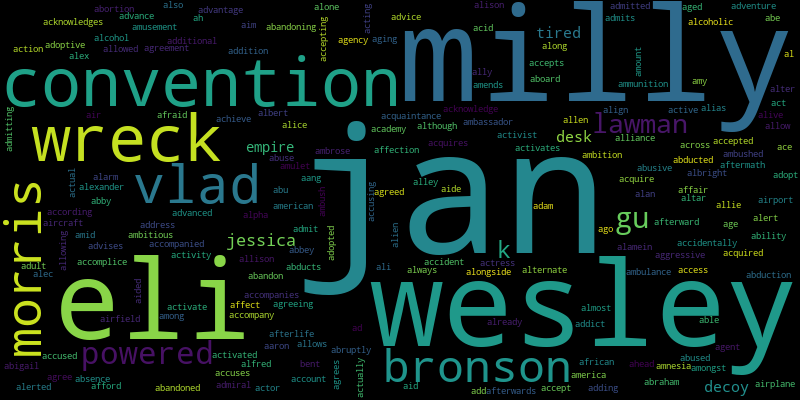 abortion also advantage alone advice alison admitted aged adventure
acknowledges advance ah aim abandoning acting acid admits alcoholic abe
action adoptive alcohol amusement accepting tired along al
alex allowed agreement additional agency ally accepts amount alter
convention addition aging amends aboard ammunition amy act
milly
admitting air afraid achieve albert acknowledge align active alias alive allow
wreck alice acquaintance ambassador allen lawman ace
empire academy although activist desk alliance across accepted
actual alarm abuse ambrose affection acquires activates ambition abducted ambushed
vlad aang amulet alley abusive albright aftermath adopt
alexander abu ambush accusing agreed aide alan affair altar airport
morris abby american jan adam acquire allie
according advanced alpha adopted gu afterward age alert
aircraft address admit alien ago alamein accidentally ability
allowing amid ambitious accompanied jessica abbey k actress aggressive acquired
advises activity allison ali always accident alongside alternate ambulance access abduction
adult alec accomplice abducts abandon
eli wesley
aided activate affect accompanies agreeing almost able
airfield among accompany ad already addict
accused afterlife aaron allows abruptly african abused agent
powered activated alfred bent actually bronson ahead amnesia amongst
abigail agree absence accuses account agrees america abraham airplane
alerted afford abandoned admiral actor aid add afterwards accept adding decoy